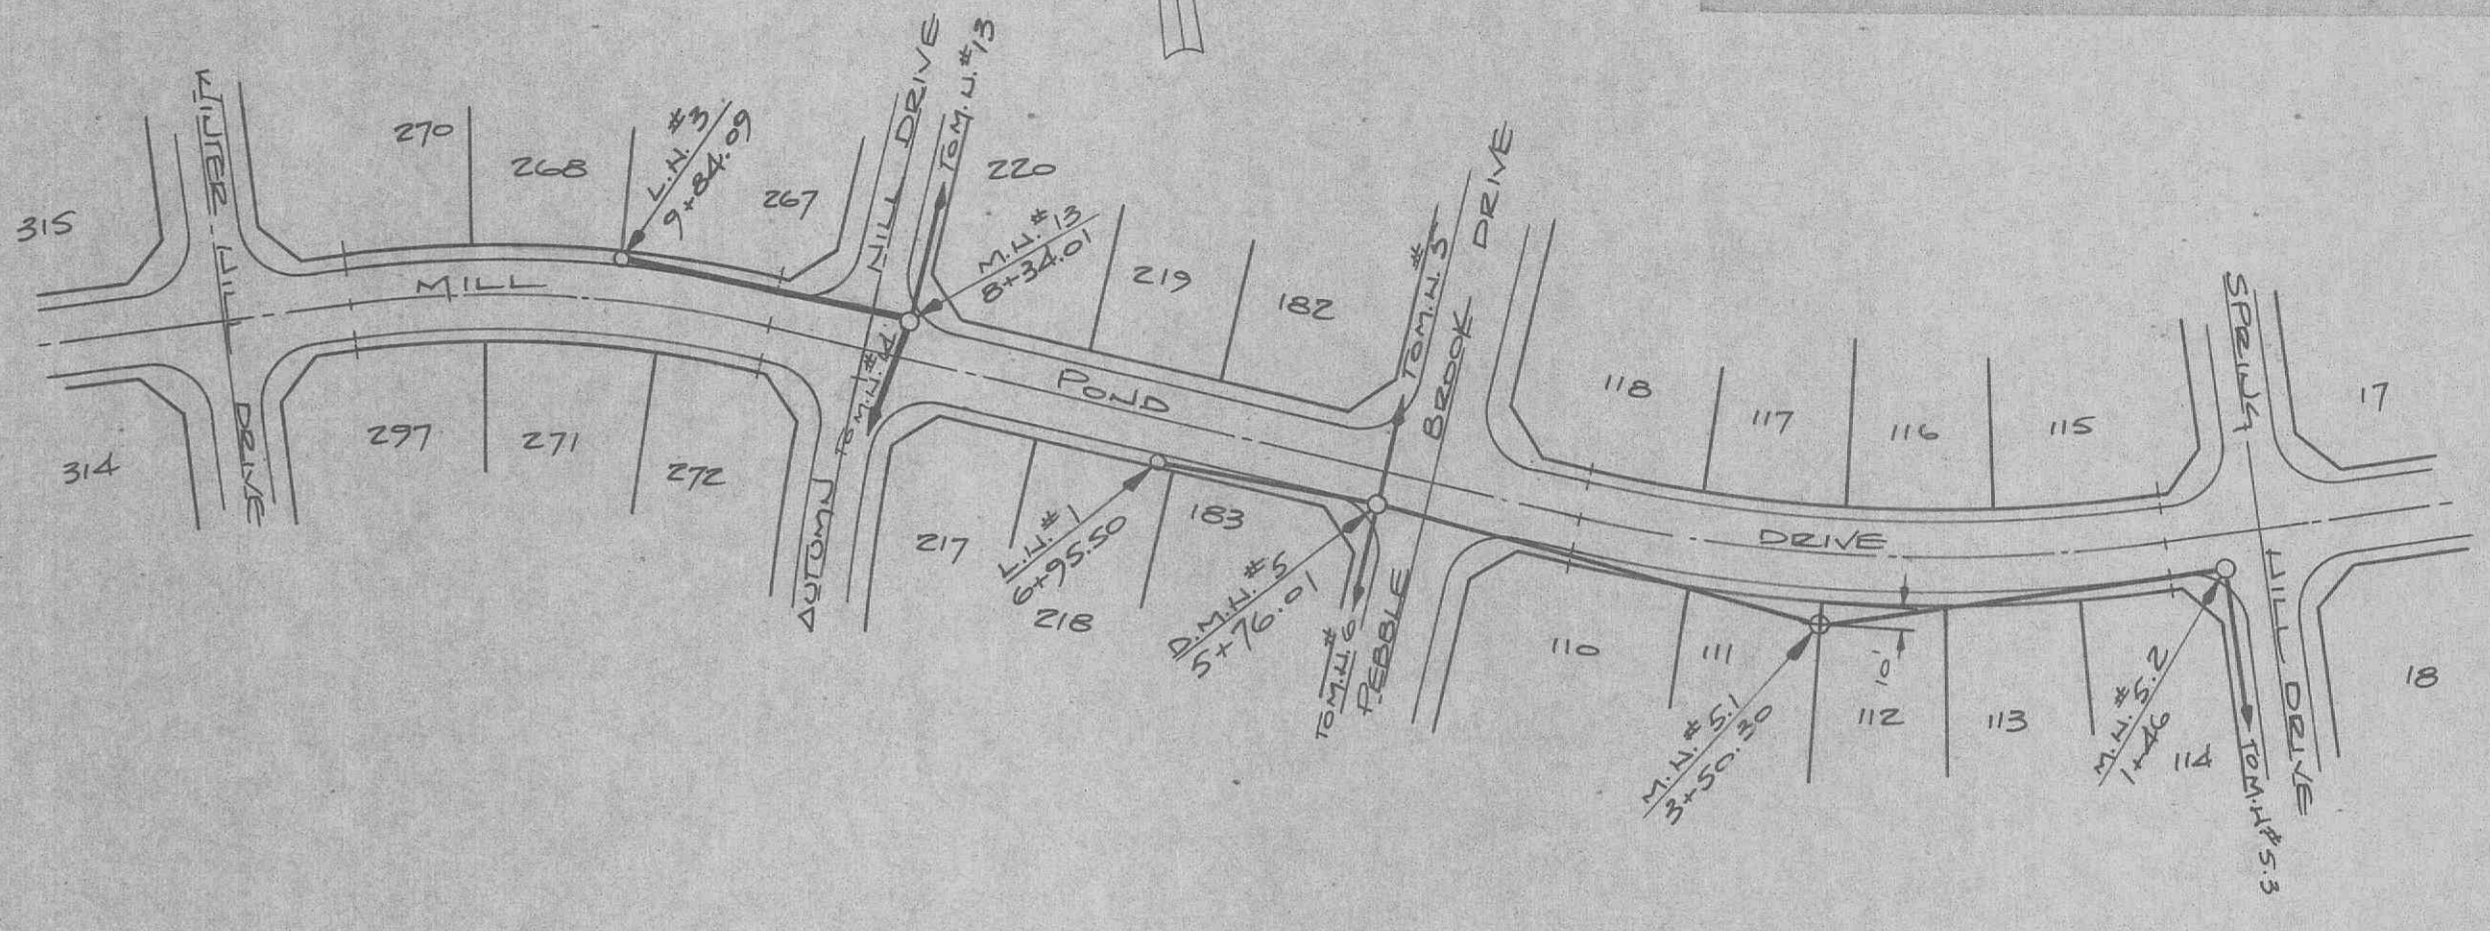 WINTER HILL DRIVE
315
270
268
L.H. #3
9+84.09
267
HILL DRIVE
TO M.H. #13
220
M.H. #13
8+34.01
219
182
TO M.H. #5
BROOK DRIVE
118
117
116
115
SPRING
17
MILL
POND
DRIVE
314
297
271
272
TO M.H. #14
AUTUMN
217
L.H. #1
6+95.50
218
183
D.M.H. #5
5+76.01
TO M.H. #6
PEBBLE
110
111
10'
112
113
M.H. #5.1
3+50.30
M.H. #5.2
1+46
114
HILL DRIVE
TO M.H. #5.3
18